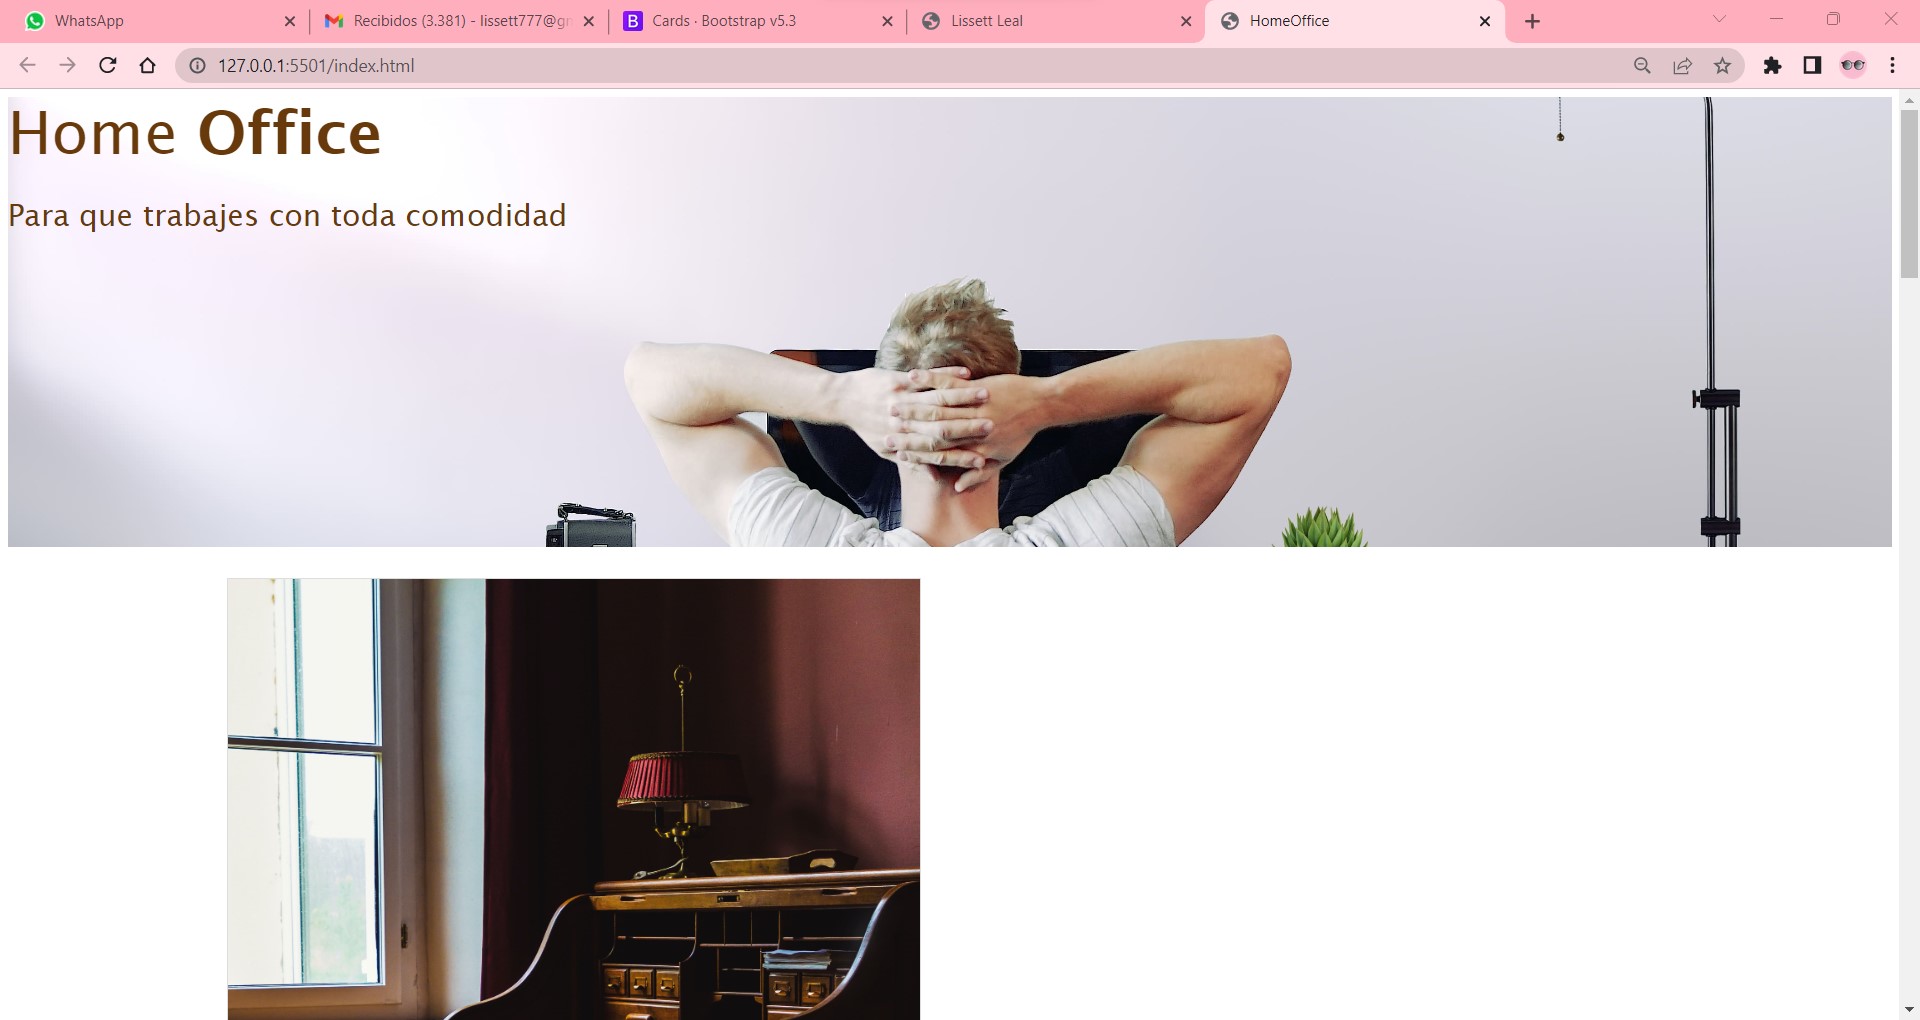 WhatsApp
Recibidos (3.381) - lissett777@gm
Cards · Bootstrap v5.3
Lissett Leal
HomeOffice
127.0.0.1:5501/index.html
Home Office
Para que trabajes con toda comodidad